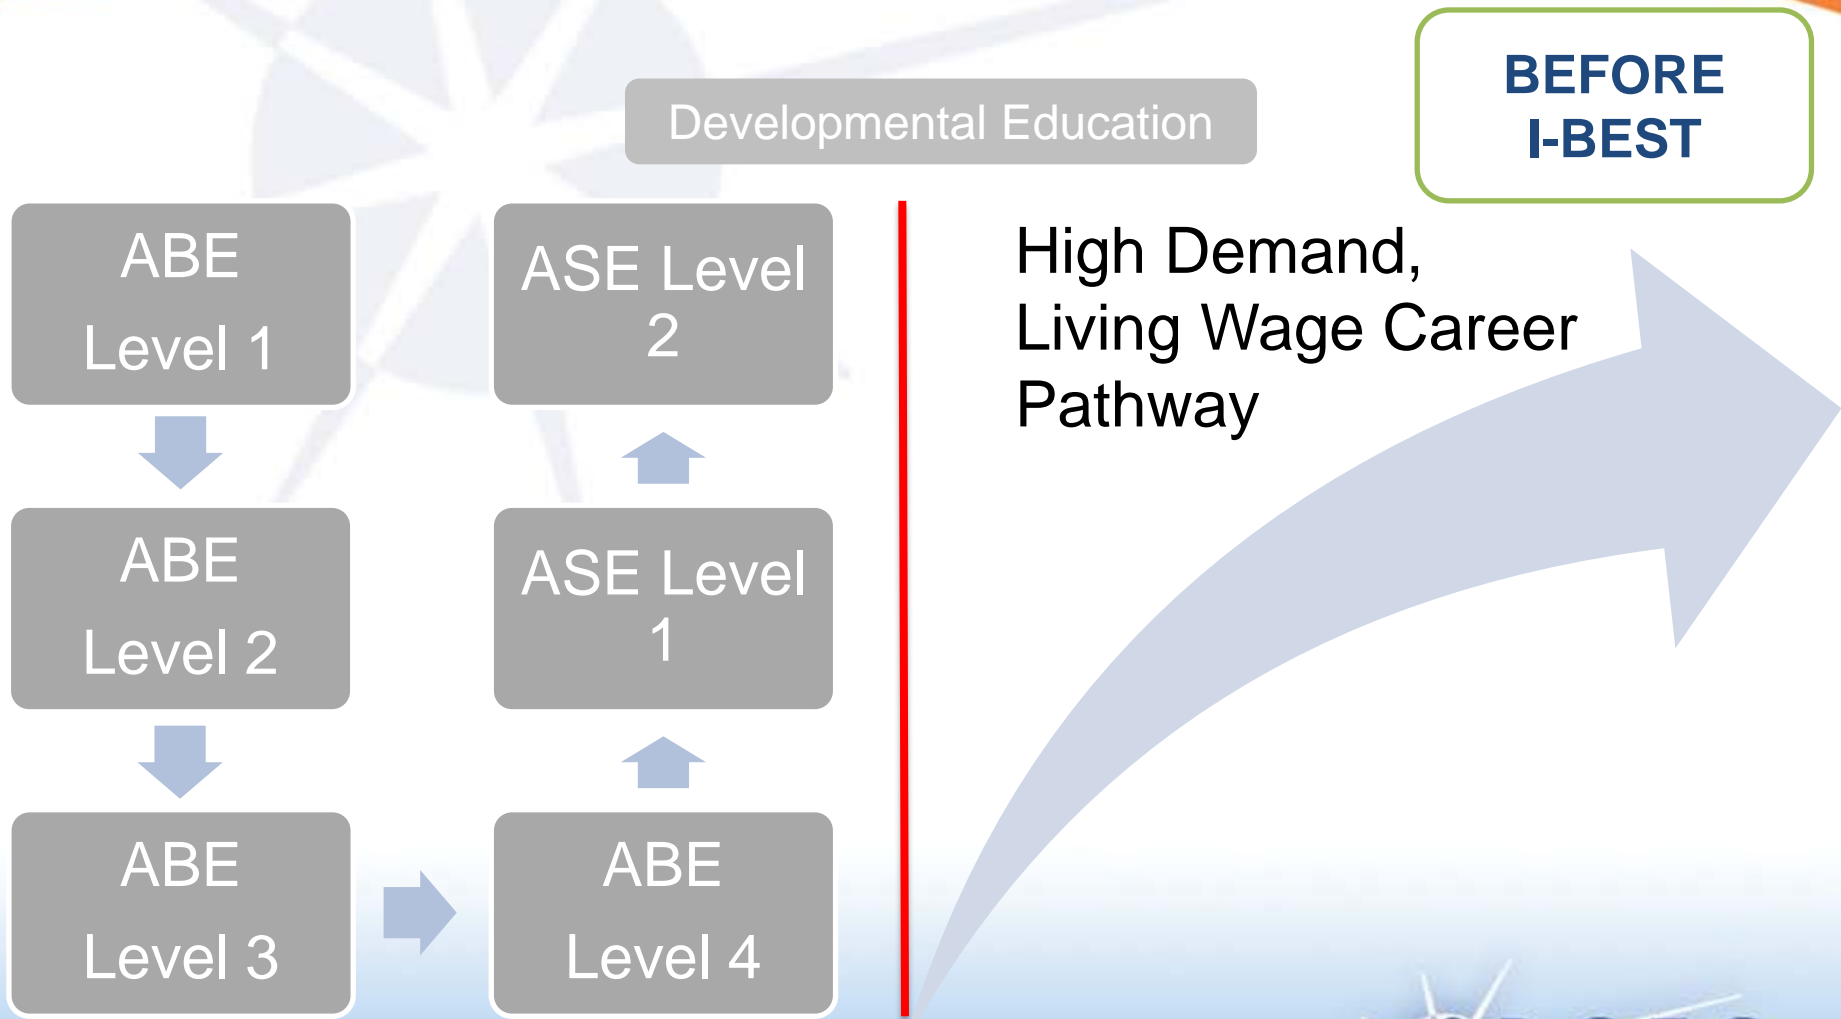 BEFORE
I-BEST
Developmental Education
ABE
Level 1
ABE
Level 2
ABE
Level 3
ABE
Level 4
ASE Level
1
ASE Level
2
High Demand,
Living Wage Career
Pathway